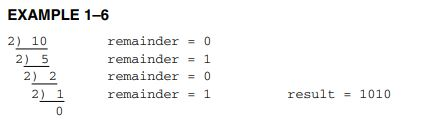 EXAMPLE 1–6
2) 10 remainder = 0
2) 5 remainder = 1
2) 2 remainder = 0
2) 1 remainder = 1 result = 1010
0